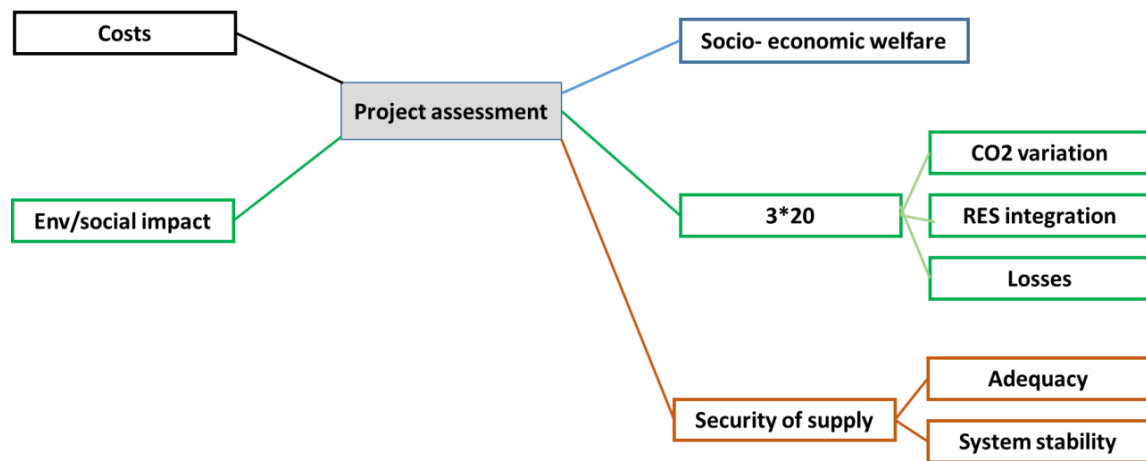 Costs
Socio- economic welfare
Project assessment
CO2 variation
Env/social impact
3*20
RES integration
Losses
Adequacy
Security of supply
System stability